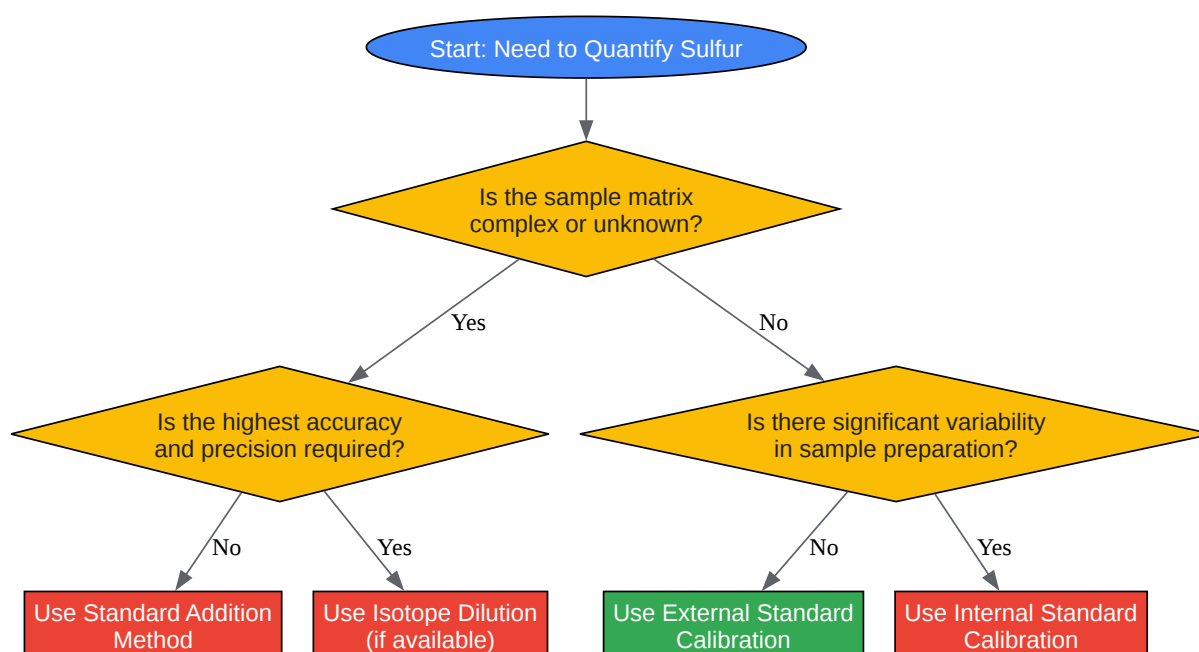 Start: Need to Quantify Sulfur
Is the sample matrix
complex or unknown?
Yes
No
Is the highest accuracy
and precision required?
Is there significant variability
in sample preparation?
No
Yes
No
Yes
Use Standard Addition
Method
Use Isotope Dilution
(if available)
Use External Standard
Calibration
Use Internal Standard
Calibration